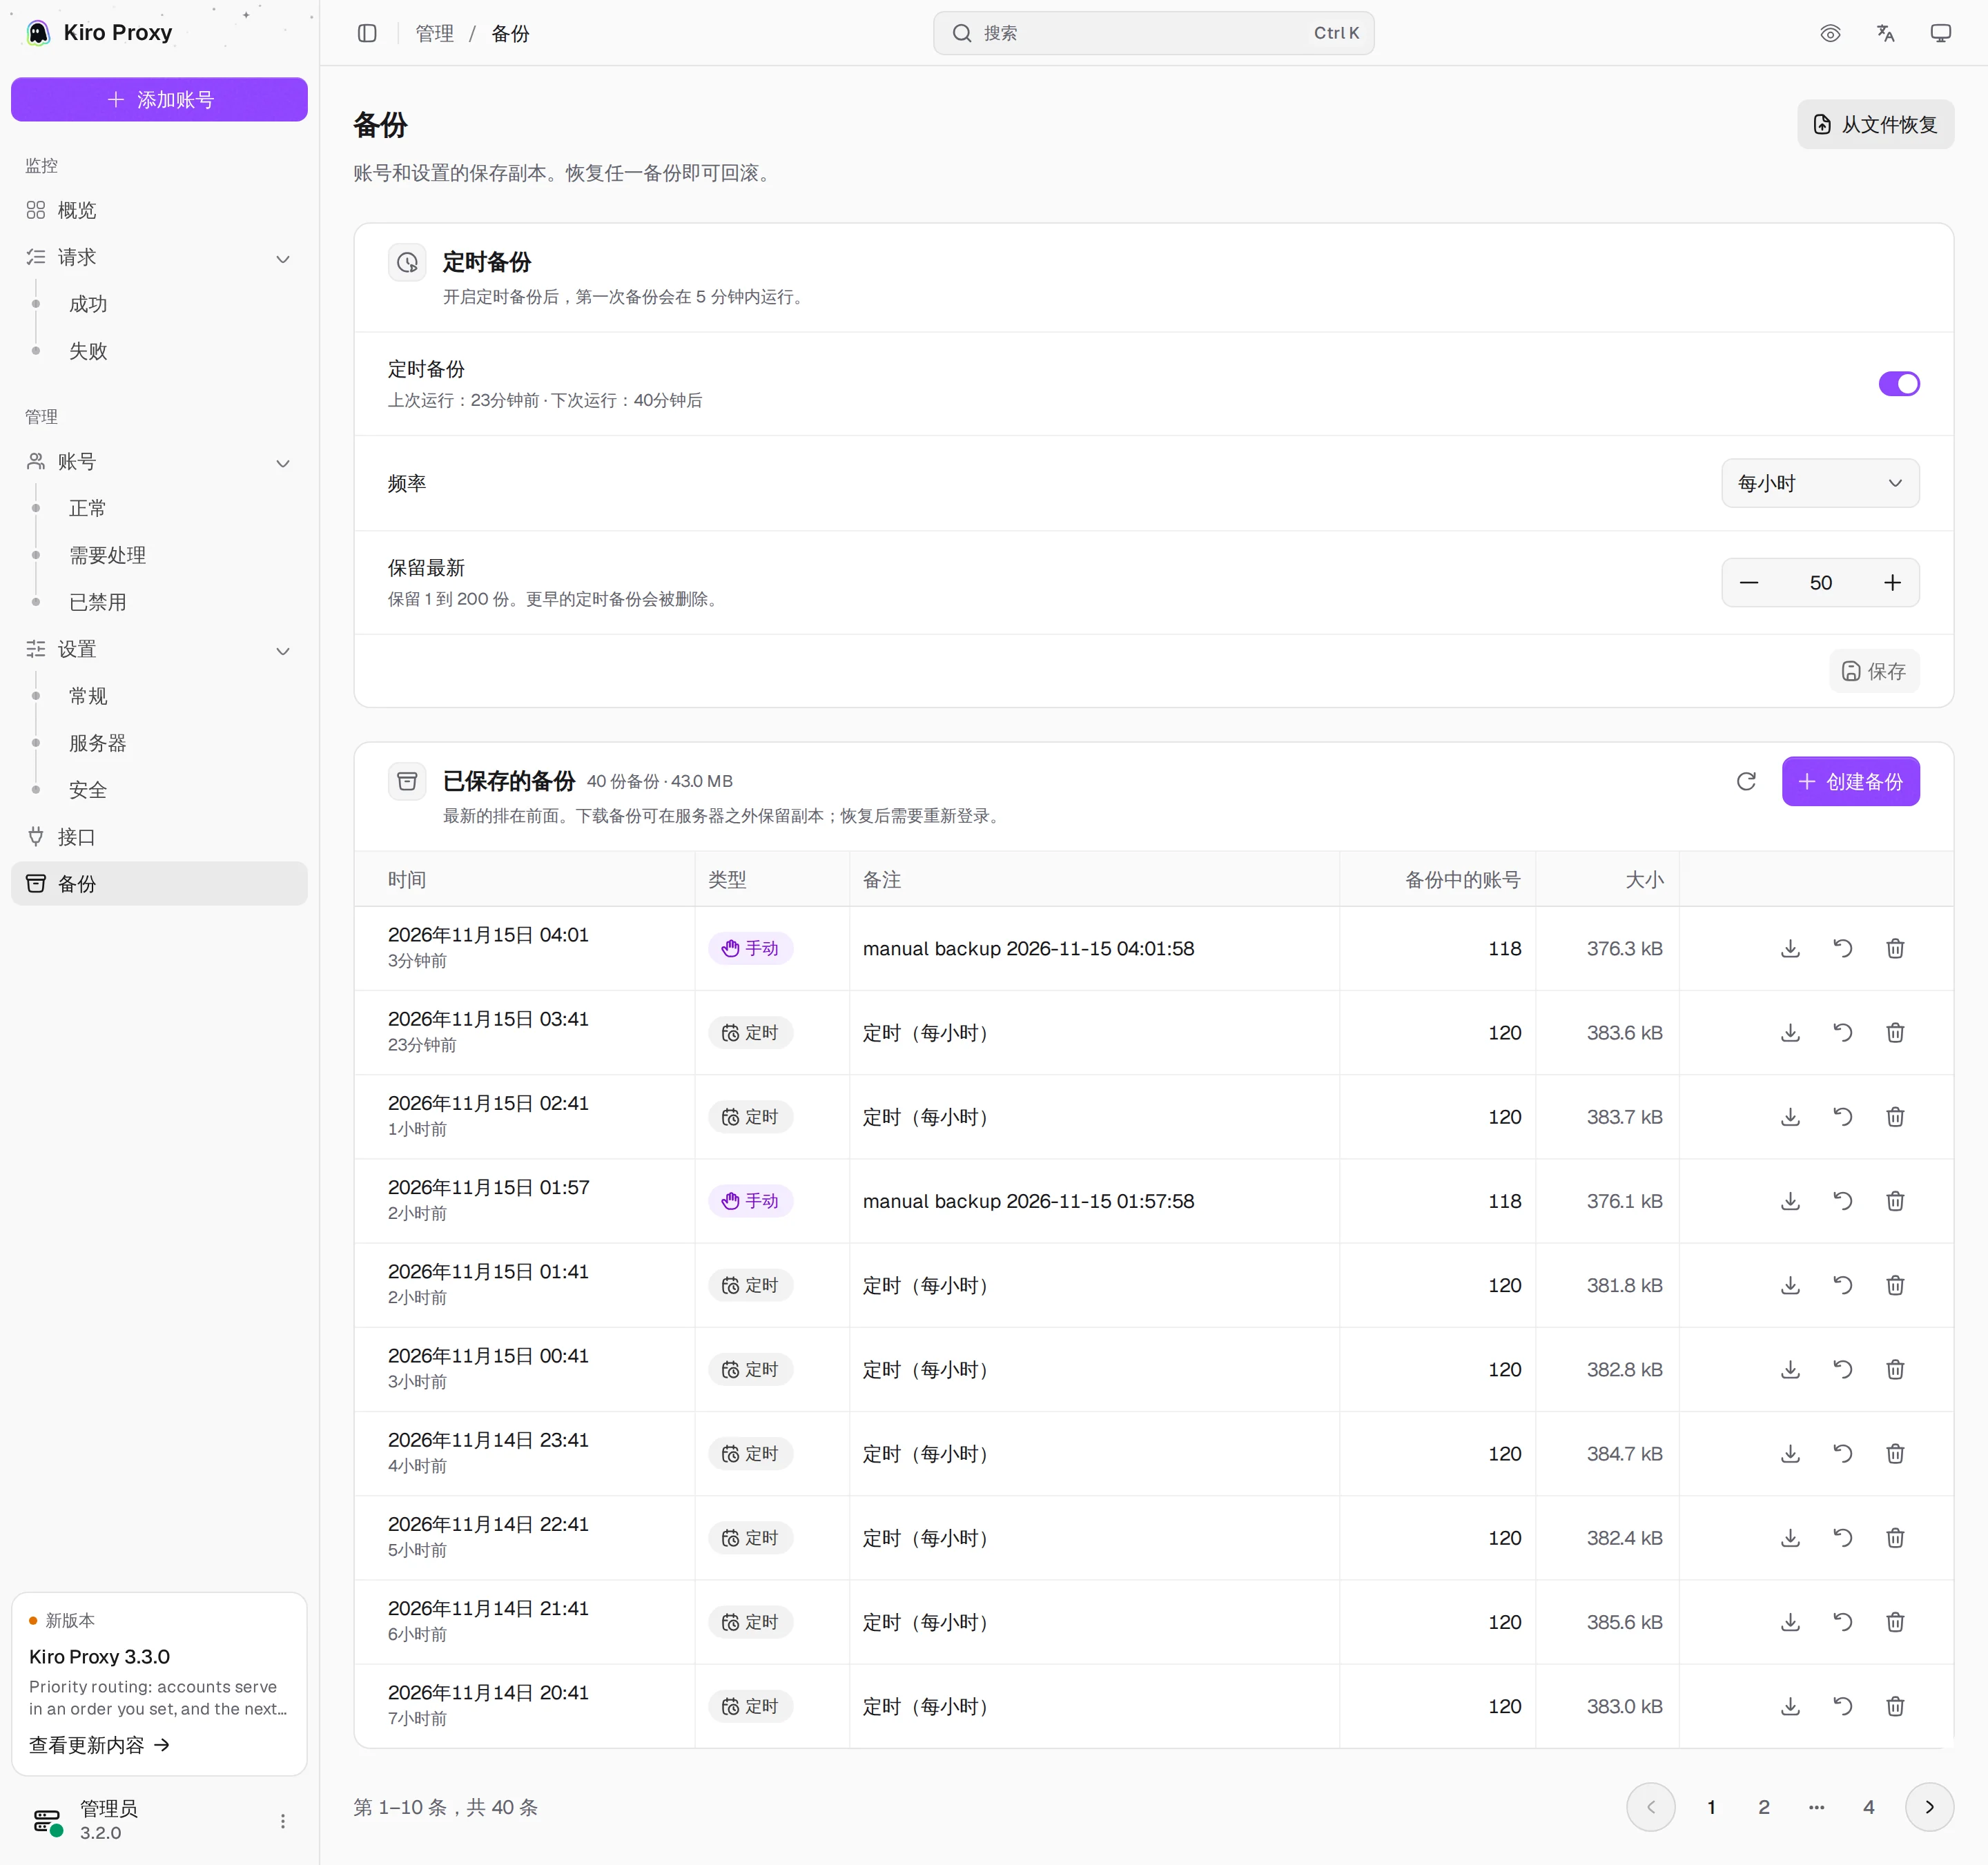 Kiro Proxy
添加账号
监控
概览
请求
成功
失败
管理
账号
正常
需要处理
已禁用
设置
常规
服务器
安全
接口
备份
新版本
Kiro Proxy 3.3.0
Priority routing: accounts serve
in an order you set, and the next...
查看更新内容
管理员
3.2.0
管理 / 备份
搜索
Ctrl K
备份
账号和设置的保存副本。恢复任一备份即可回滚。
从文件恢复
定时备份
开启定时备份后，第一次备份会在 5 分钟内运行。
定时备份
上次运行：23分钟前 · 下次运行：40分钟后
频率
每小时
保留最新
保留 1 到 200 份。更早的定时备份会被删除。
50
保存
已保存的备份 40 份备份 · 43.0 MB
最新的排在前面。下载备份可在服务器之外保留副本；恢复后需要重新登录。
创建备份
时间 类型 备注 备份中的账号 大小
2026年11月15日 04:01
3分钟前
手动 manual backup 2026-11-15 04:01:58 118 376.3 kB
2026年11月15日 03:41
23分钟前
定时 定时（每小时） 120 383.6 kB
2026年11月15日 02:41
1小时前
定时 定时（每小时） 120 383.7 kB
2026年11月15日 01:57
2小时前
手动 manual backup 2026-11-15 01:57:58 118 376.1 kB
2026年11月15日 01:41
2小时前
定时 定时（每小时） 120 381.8 kB
2026年11月15日 00:41
3小时前
定时 定时（每小时） 120 382.8 kB
2026年11月14日 23:41
4小时前
定时 定时（每小时） 120 384.7 kB
2026年11月14日 22:41
5小时前
定时 定时（每小时） 120 382.4 kB
2026年11月14日 21:41
6小时前
定时 定时（每小时） 120 385.6 kB
2026年11月14日 20:41
7小时前
定时 定时（每小时） 120 383.0 kB
第 1–10 条，共 40 条
1 2 ... 4